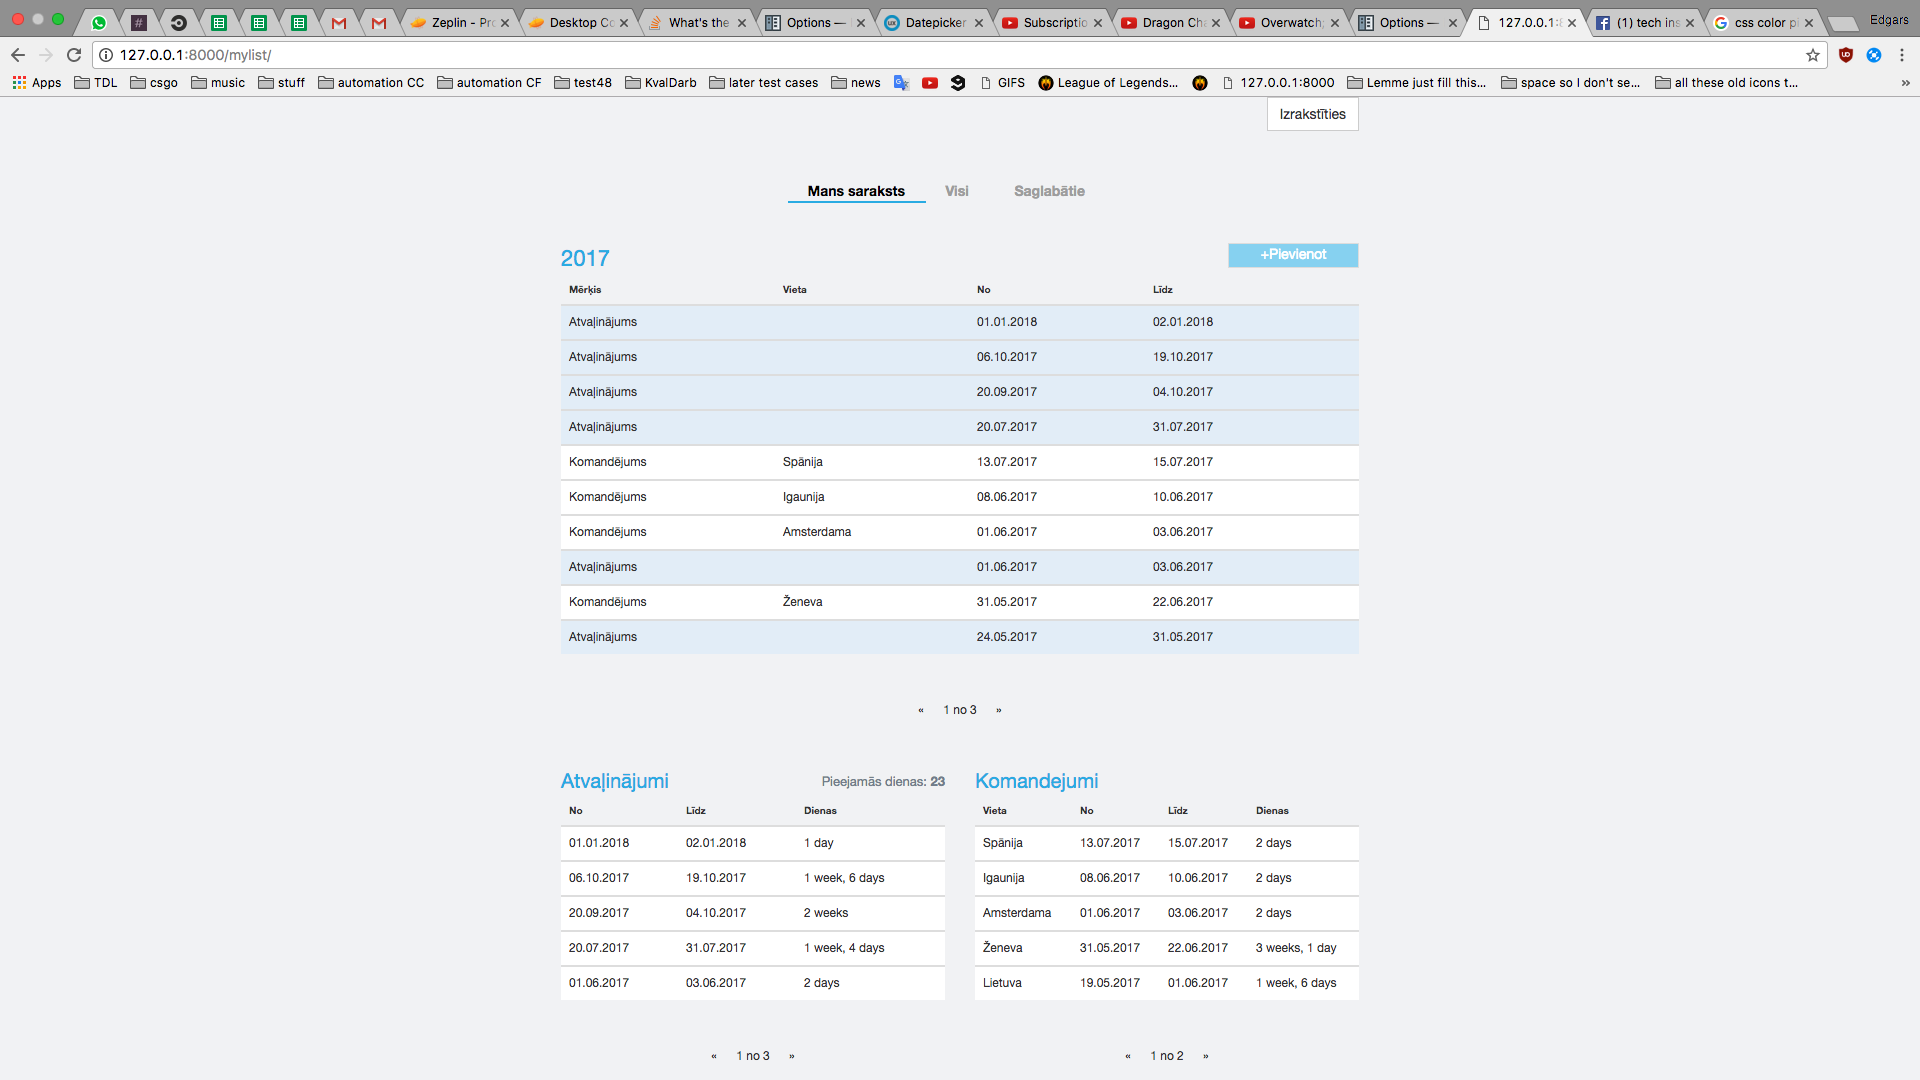 Zeplin - Pro Desktop Co What's the Options — Datepicker Subscriptio Dragon Cha Overwatch; Options — 127.0.0.1:8 (1) tech ins css color pi Edgars
127.0.0.1:8000/mylist/
Apps TDL csgo music stuff automation CC automation CF test48 KvalDarb later test cases news GIFS League of Legends... 127.0.0.1:8000 Lemme just fill this... space so I don't se... all these old icons t... »
Izrakstīties
Mans saraksts Visi Saglabātie
2017 +Pievienot
Mērķis Vieta No Līdz
Atvaļinājums 01.01.2018 02.01.2018
Atvaļinājums 06.10.2017 19.10.2017
Atvaļinājums 20.09.2017 04.10.2017
Atvaļinājums 20.07.2017 31.07.2017
Komandējums Spānija 13.07.2017 15.07.2017
Komandējums Igaunija 08.06.2017 10.06.2017
Komandējums Amsterdama 01.06.2017 03.06.2017
Atvaļinājums 01.06.2017 03.06.2017
Komandējums Ženeva 31.05.2017 22.06.2017
Atvaļinājums 24.05.2017 31.05.2017
« 1 no 3 »
Atvaļinājumi Pieejamās dienas: 23
No Līdz Dienas
01.01.2018 02.01.2018 1 day
06.10.2017 19.10.2017 1 week, 6 days
20.09.2017 04.10.2017 2 weeks
20.07.2017 31.07.2017 1 week, 4 days
01.06.2017 03.06.2017 2 days
« 1 no 3 »
Komandejumi
Vieta No Līdz Dienas
Spānija 13.07.2017 15.07.2017 2 days
Igaunija 08.06.2017 10.06.2017 2 days
Amsterdama 01.06.2017 03.06.2017 2 days
Ženeva 31.05.2017 22.06.2017 3 weeks, 1 day
Lietuva 19.05.2017 01.06.2017 1 week, 6 days
« 1 no 2 »